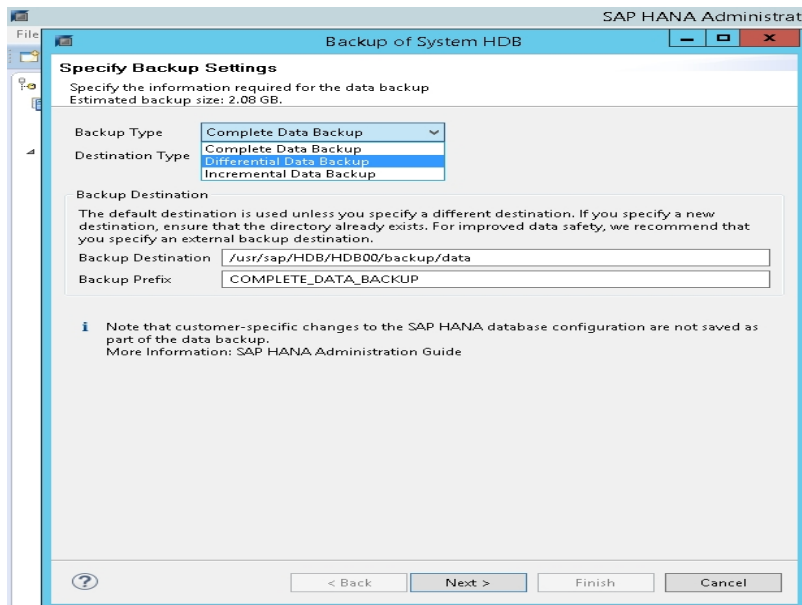 SAP HANA Administrat
File
Backup of System HDB
Specify Backup Settings
Specify the information required for the data backup
Estimated backup size: 2.08 GB.
Backup Type Complete Data Backup
Complete Data Backup
Destination Type Differential Data Backup
Incremental Data Backup
Backup Destination
The default destination is used unless you specify a different destination. If you specify a new
destination, ensure that the directory already exists. For improved data safety, we recommend that
you specify an external backup destination.
Backup Destination /usr/sap/HDB/HDB00/backup/data
Backup Prefix COMPLETE_DATA_BACKUP
i Note that customer-specific changes to the SAP HANA database configuration are not saved as
part of the data backup.
More Information: SAP HANA Administration Guide
? < Back Next > Finish Cancel